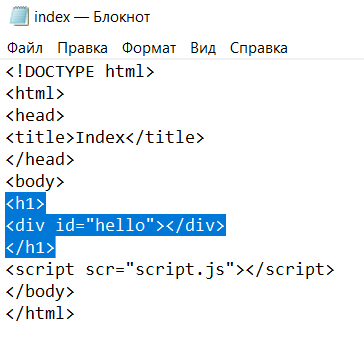 index — Блокнот
Файл Правка Формат Вид Справка
<!DOCTYPE html>
<html>
<head>
<title>Index</title>
</head>
<body>
<h1>
<div id="hello"></div>
</h1>
<script scr="script.js"></script>
</body>
</html>